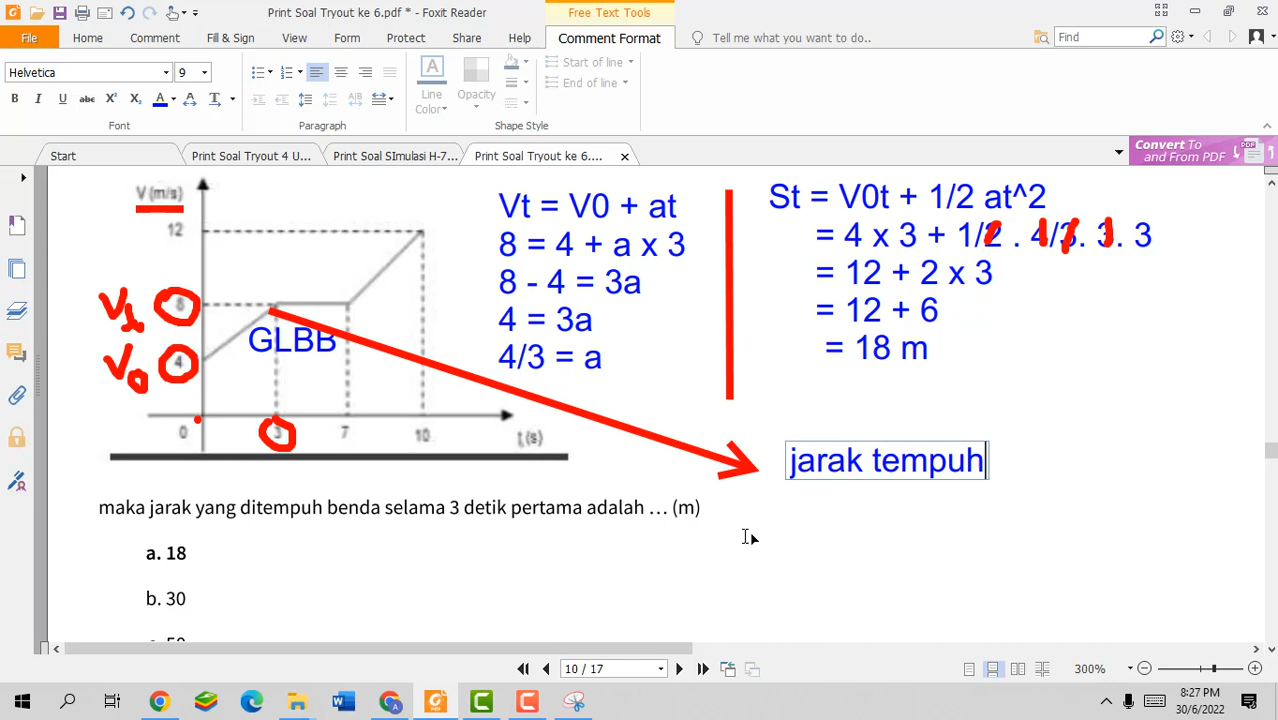 Print Soal Tryout ke 6.pdf * - Foxit Reader
Free Text Tools
File Home Comment Fill & Sign View Form Protect Share Help Comment Format
Tell me what you want to do..
Find
Helvetica 9
B I U abc X² X₂ A A T
Start of line
End of line
Line Color
Opacity
Font Paragraph Shape Style
Start
Print Soal Tryout 4 U...
Print Soal SImulasi H-7...
Print Soal Tryout ke 6....
Convert To
and From PDF
V (m/s)
12
8
4
0 3 7 10 t,(s)
V1
V0
GLBB
Vt = V0 + at
8 = 4 + a x 3
8 - 4 = 3a
4 = 3a
4/3 = a
St = V0t + 1/2 at^2
= 4 x 3 + 1/2 . 4/3. 3. 3
= 12 + 2 x 3
= 12 + 6
= 18 m
jarak tempuh
maka jarak yang ditempuh benda selama 3 detik pertama adalah … (m)
a. 18
b. 30
10 / 17
300%
8:27 PM
30/6/2022